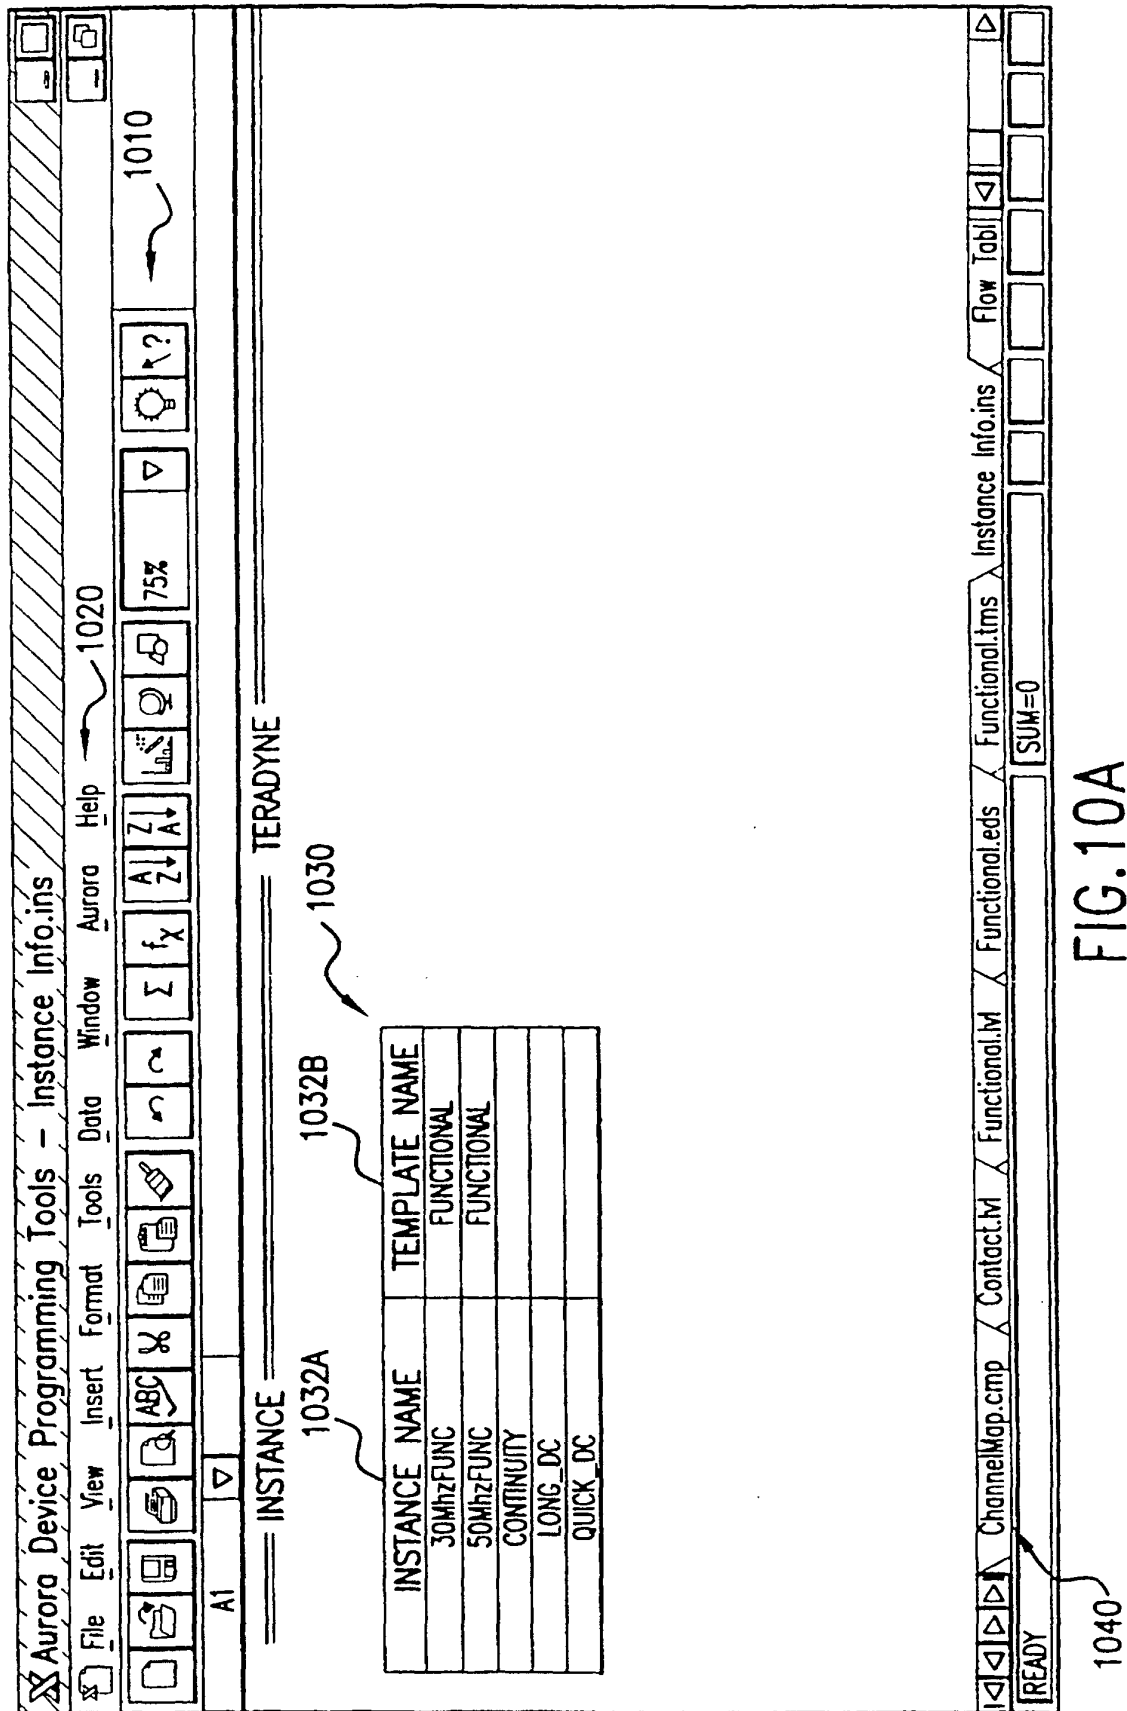 Aurora Device Programming Tools – Instance Info.ins
File Edit View Insert Format Tools Data Window Aurora Help
1020
ABC Σ fx A Z Z A 75% ?
1010
A1
INSTANCE TERADYNE
1032A 1032B 1030
INSTANCE NAME TEMPLATE NAME
30MhzFUNC FUNCTIONAL
50MhzFUNC FUNCTIONAL
CONTINUITY
LONG_DC
QUICK_DC
ChannelMap.cmp Contact.lvl Functional.lvl Functional.eds Functional.tms Instance Info.ins Flow Tabl
READY SUM=0
1040
FIG.10A